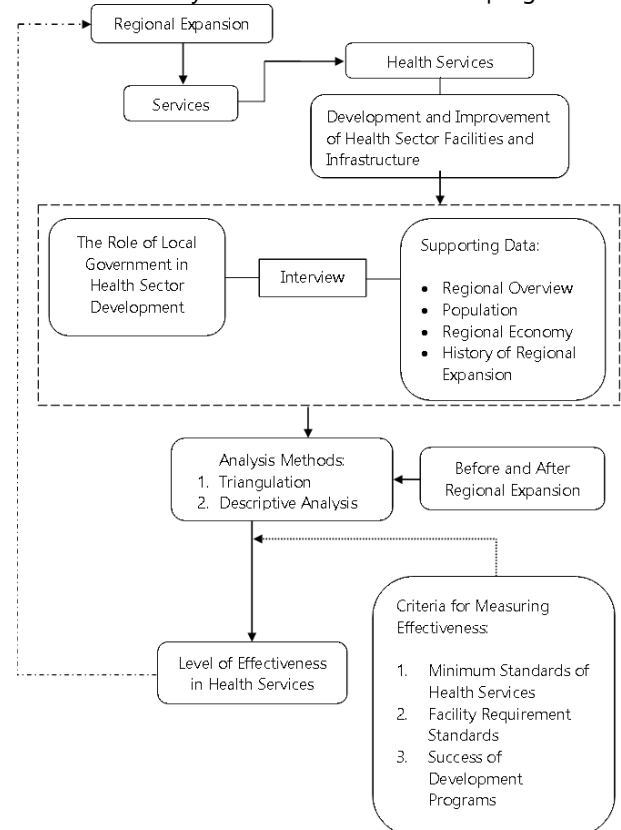 Regional Expansion
Services
Health Services
Development and Improvement
of Health Sector Facilities and
Infrastructure
The Role of Local
Government in
Health Sector
Development
Interview
Supporting Data:
• Regional Overview
• Population
• Regional Economy
• History of Regional
Expansion
Analysis Methods:
1. Triangulation
2. Descriptive Analysis
Before and After
Regional Expansion
Criteria for Measuring
Effectiveness:
1. Minimum Standards of
Health Services
2. Facility Requirement
Standards
3. Success of
Development
Programs
Level of Effectiveness
in Health Services